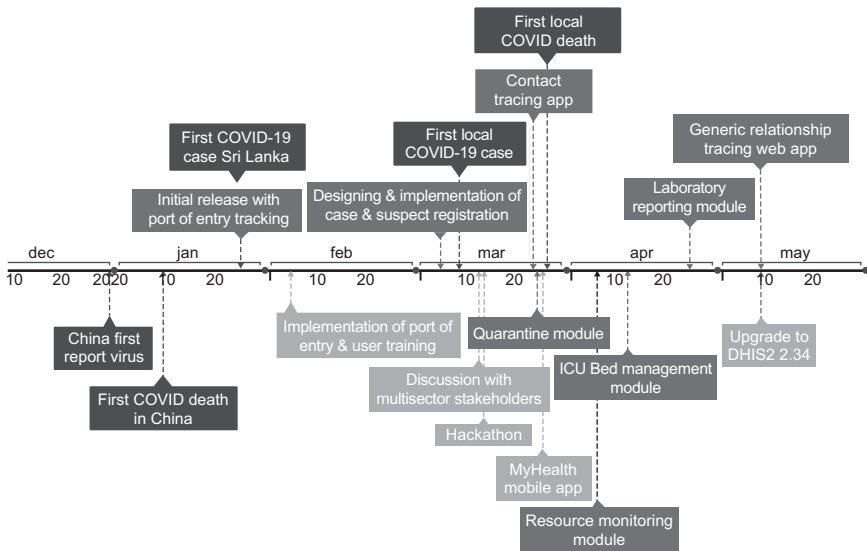 First local
COVID death
Contact
tracing app
First COVID-19
case Sri Lanka
First local
COVID-19 case
Generic relationship
tracing web app
Initial release with
port of entry tracking
Designing & implementation of
case & suspect registration
Laboratory
reporting module
dec jan feb mar apr may
10 20 20 20 10 20 10 20 10 20 10 20 10 20
China first
report virus
Implementation of port of
entry & user training
Quarantine module
Upgrade to
DHIS2 2.34
First COVID death
in China
Discussion with
multisector stakeholders
ICU Bed management
module
Hackathon
MyHealth
mobile app
Resource monitoring
module